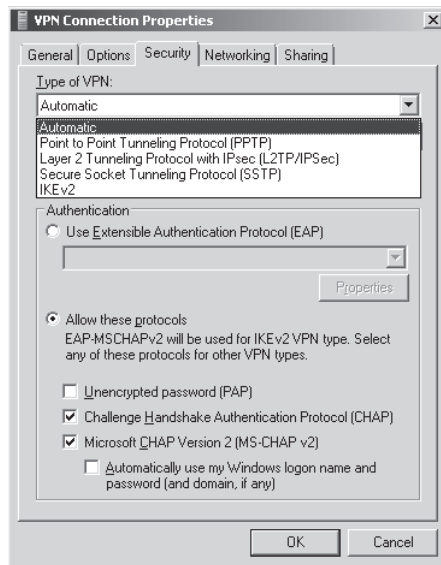 VPN Connection Properties
General
Options
Security
Networking
Sharing
Type of VPN:
Automatic
Automatic
Point to Point Tunneling Protocol (PPTP)
Layer 2 Tunneling Protocol with IPsec (L2TP/IPSec)
Secure Socket Tunneling Protocol (SSTP)
IKEv2
Authentication
Use Extensible Authentication Protocol (EAP)
Properties
Allow these protocols
EAP-MSCHAPv2 will be used for IKEv2 VPN type. Select
any of these protocols for other VPN types.
Unencrypted password (PAP)
Challenge Handshake Authentication Protocol (CHAP)
Microsoft CHAP Version 2 (MS-CHAP v2)
Automatically use my Windows logon name and
password (and domain, if any)
OK
Cancel